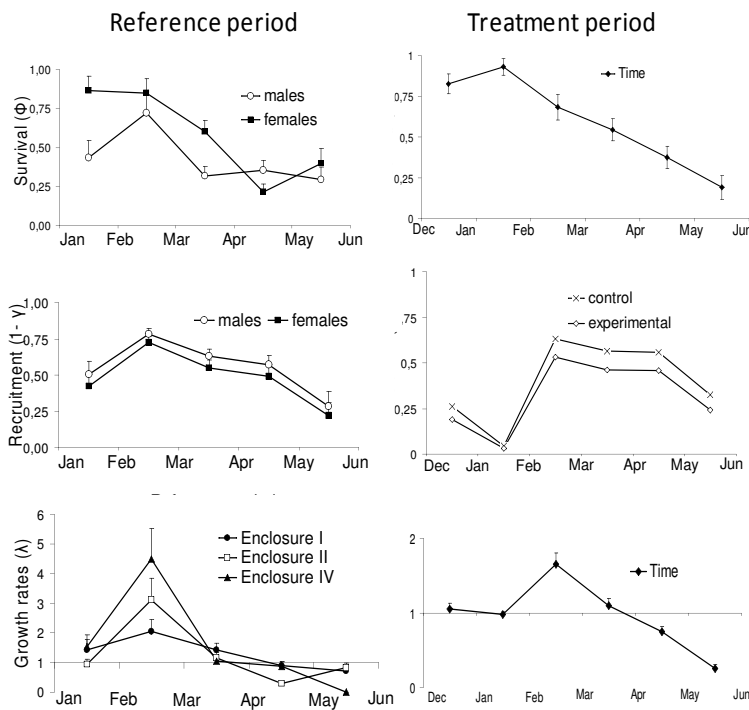 Reference period
Treatment period
Survival (Φ)
1,00
0,75
0,50
0,25
0,00
males
females
Jan Feb Mar Apr May Jun
1
0,75
0,5
0,25
0
Time
Dec Jan Feb Mar Apr May Jun
Recruitment (1- γ)
1,00
0,75
0,50
0,25
0,00
males females
Jan Feb Mar Apr May Jun
1
0,5
0,25
0
control
experimental
Dec Jan Feb Mar Apr May Jun
Growth rates (λ)
6
5
4
3
2
1
0
Enclosure I
Enclosure II
Enclosure IV
Jan Feb Mar Apr May Jun
2
1
0
Time
Dec Jan Feb Mar Apr May Jun